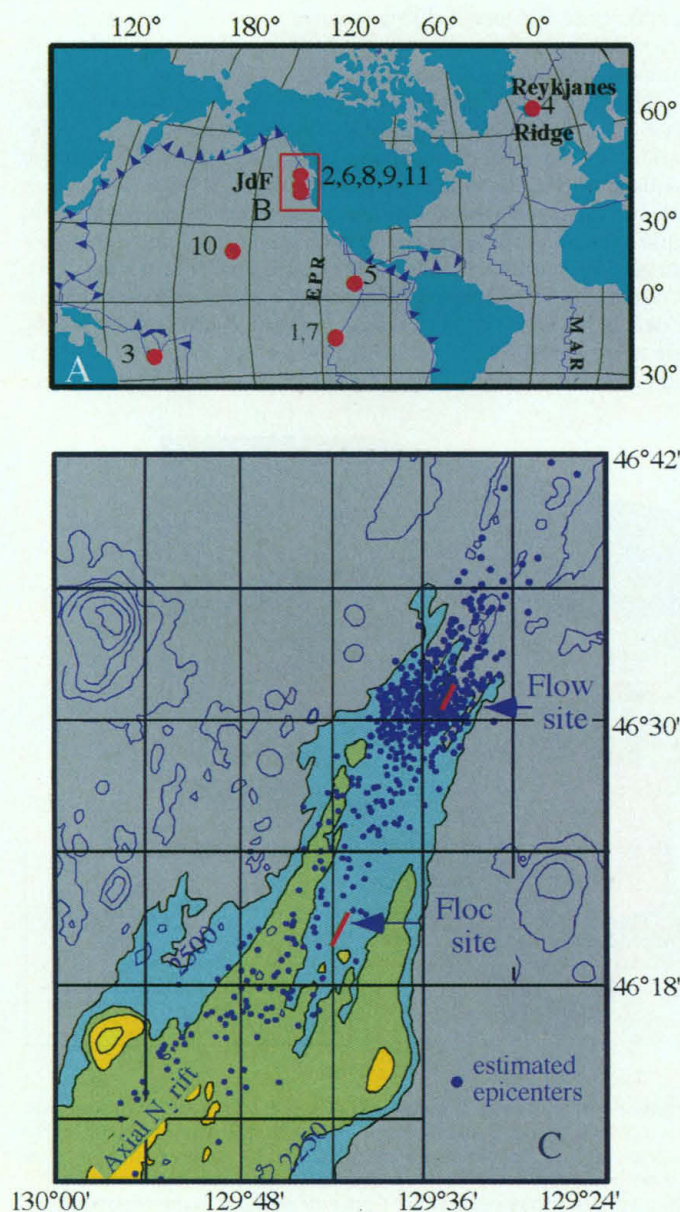 120° 180° 120° 60° 0°
Reykjanes
4
Ridge
60°
JdF
2,6,8,9,11
B
30°
10
EPR
5
0°
1,7
MAR
3
A
30°
46°42'
Flow
site
46°30'
Floc
site
2500
46°18'
estimated
epicenters
Axial N. rift
2250
C
130°00' 129°48' 129°36' 129°24'